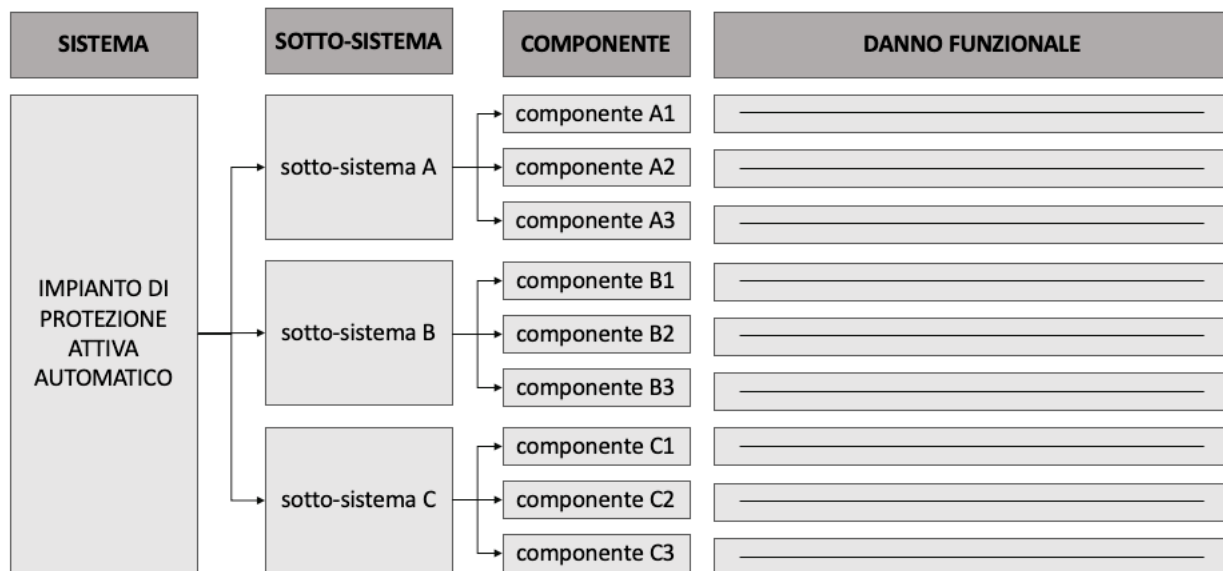 SISTEMA
SOTTO-SISTEMA
COMPONENTE
DANNO FUNZIONALE
IMPIANTO DI
PROTEZIONE
ATTIVA
AUTOMATICO
sotto-sistema A
componente A1
componente A2
componente A3
sotto-sistema B
componente B1
componente B2
componente B3
sotto-sistema C
componente C1
componente C2
componente C3